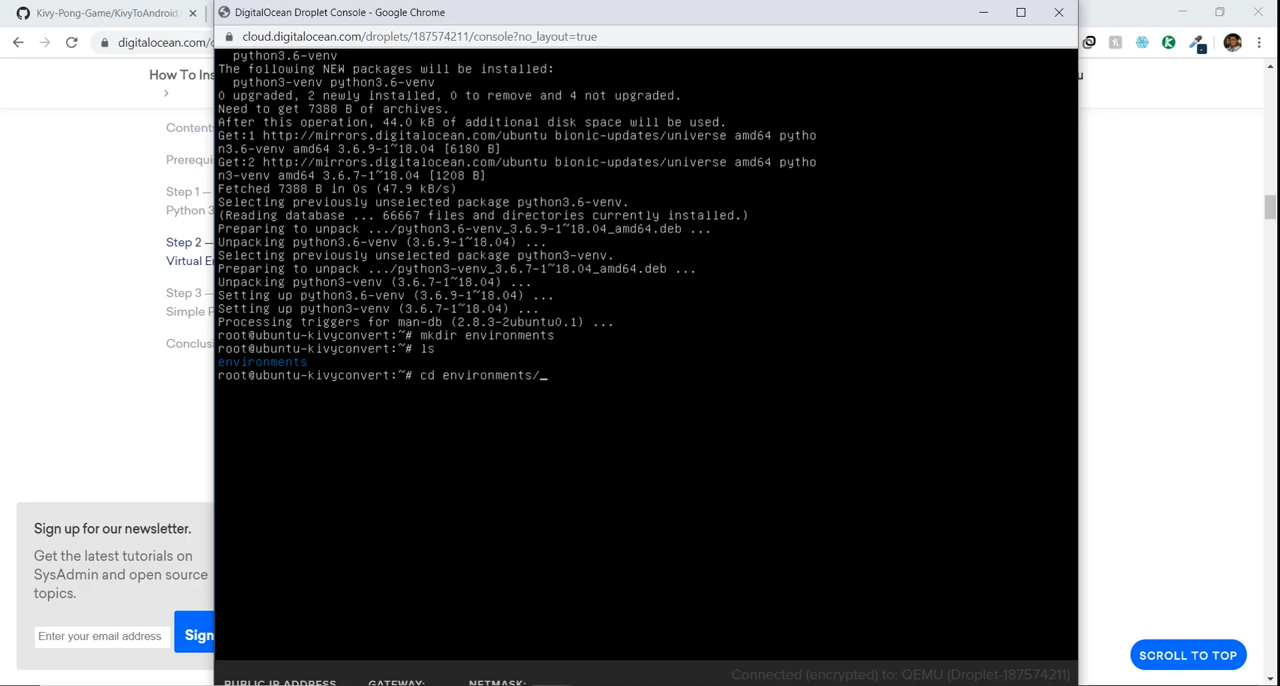 Kivy-Pong-Game/KivyToAndroid
DigitalOcean Droplet Console - Google Chrome
digitalocean.com/
cloud.digitalocean.com/droplets/187574211/console?no_layout=true
How To Ins
Contents
Prerequi
Step 1 —
Python 3
Step 2 —
Virtual En
Step 3 —
Simple P
Conclus
python3.6-venv
The following NEW packages will be installed:
python3-venv python3.6-venv
0 upgraded, 2 newly installed, 0 to remove and 4 not upgraded.
Need to get 7388 B of archives.
After this operation, 44.0 kB of additional disk space will be used.
Get:1 http://mirrors.digitalocean.com/ubuntu bionic-updates/universe amd64 pytho
n3.6-venv amd64 3.6.9-1~18.04 [6180 B]
Get:2 http://mirrors.digitalocean.com/ubuntu bionic-updates/universe amd64 pytho
n3-venv amd64 3.6.7-1~18.04 [1208 B]
Fetched 7388 B in 0s (47.9 kB/s)
Selecting previously unselected package python3.6-venv.
(Reading database ... 66667 files and directories currently installed.)
Preparing to unpack .../python3.6-venv_3.6.9-1~18.04_amd64.deb ...
Unpacking python3.6-venv (3.6.9-1~18.04) ...
Selecting previously unselected package python3-venv.
Preparing to unpack .../python3-venv_3.6.7-1~18.04_amd64.deb ...
Unpacking python3-venv (3.6.7-1~18.04) ...
Setting up python3.6-venv (3.6.9-1~18.04) ...
Setting up python3-venv (3.6.7-1~18.04) ...
Processing triggers for man-db (2.8.3-2ubuntu0.1) ...
root@ubuntu-kivyconvert:~# mkdir environments
root@ubuntu-kivyconvert:~# ls
environments
root@ubuntu-kivyconvert:~# cd environments/_
Sign up for our newsletter.
Get the latest tutorials on
SysAdmin and open source
topics.
Enter your email address
Sign
SCROLL TO TOP
Connected (encrypted) to: QEMU (Droplet-187574211)
PUBLIC IP ADDRESS GATEWAY: NETMASK: